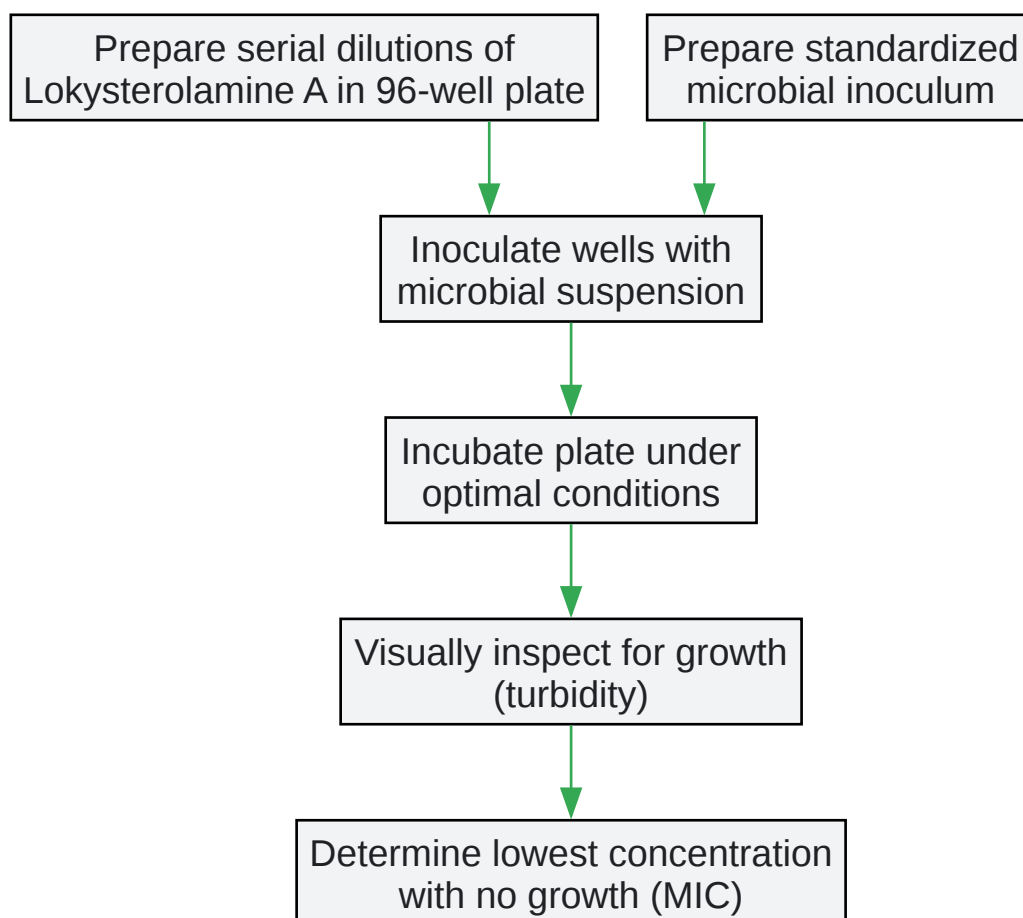 Prepare serial dilutions of
Lokysterolamine A in 96-well plate
Prepare standardized
microbial inoculum
Inoculate wells with
microbial suspension
Incubate plate under
optimal conditions
Visually inspect for growth
(turbidity)
Determine lowest concentration
with no growth (MIC)